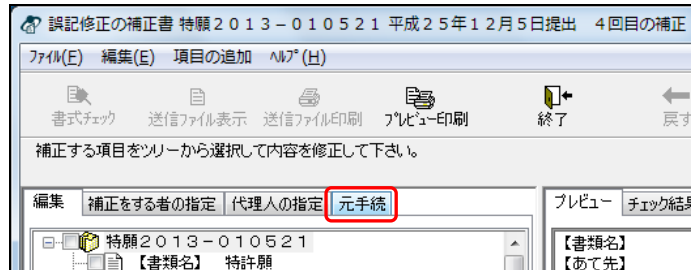 誤記修正の補正書 特願２０１３－０１０５２１ 平成２５年１２月５日提出　４回目の補正
ﾌｧｲﾙ(F)　編集(E)　項目の追加　ﾍﾙﾌﾟ(H)
書式ﾁｪｯｸ　送信ﾌｧｲﾙ表示　送信ﾌｧｲﾙ印刷　ﾌﾟﾚﾋﾞｭｰ印刷　終了　戻す
補正する項目をﾂﾘｰから選択して内容を修正して下さい。
編集　補正をする者の指定　代理人の指定　元手続　プレビュー　チェック結果
特願２０１３－０１０５２１　【書類名】
【書類名】　特許願　【あて先】